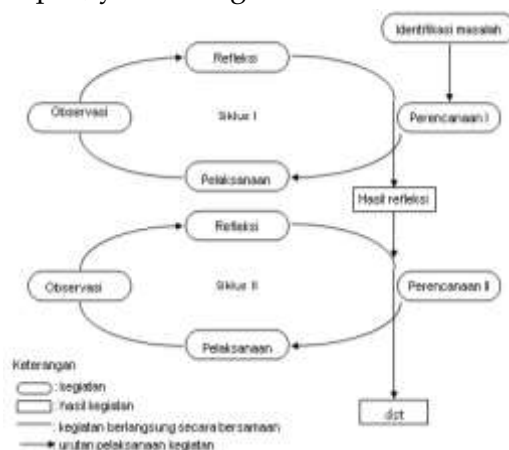 Identifikasi masalah
Refleksi
Observasi
Siklus I
Perencanaan I
Pelaksanaan
Hasil refleksi
Refleksi
Observasi
Siklus II
Perencanaan II
Pelaksanaan
Keterangan
: kegiatan
: hasil kegiatan
: kegiatan berlangsung secara bersamaan
: urutan pelaksanaan kegiatan
dst